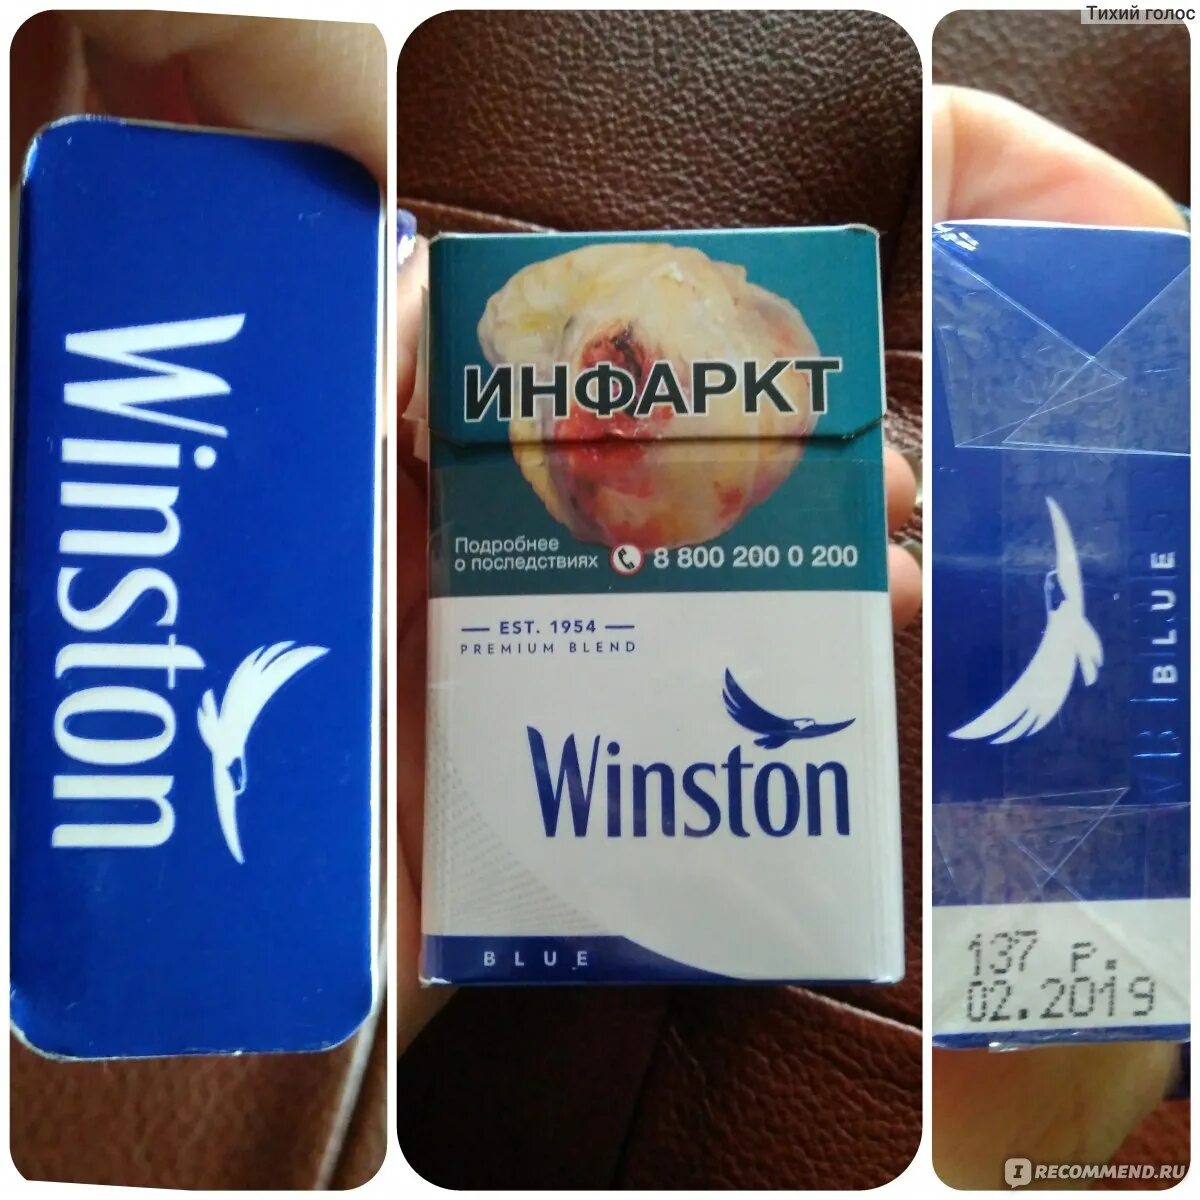 Тихий голос
Winston
ИНФАРКТ
Подробнее
о последствиях 8 800 200 0 200
EST. 1954
PREMIUM BLEND
Winston
BLUE
BLUE
137 Р.
02.2019
RECOMMEND.RU